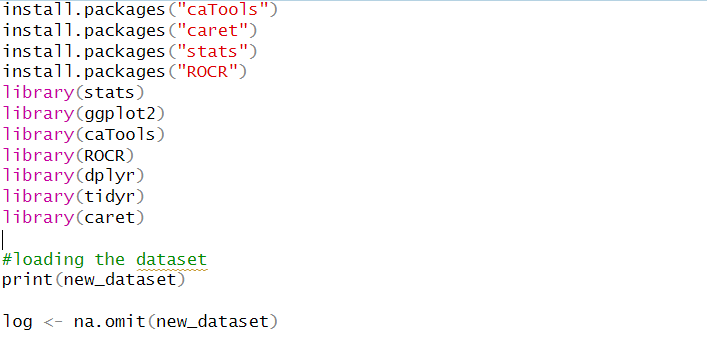 install.packages("caTools")
install.packages("caret")
install.packages("stats")
install.packages("ROCR")
library(stats)
library(ggplot2)
library(caTools)
library(ROCR)
library(dplyr)
library(tidyr)
library(caret)
#loading the dataset
print(new_dataset)
log <- na.omit(new_dataset)